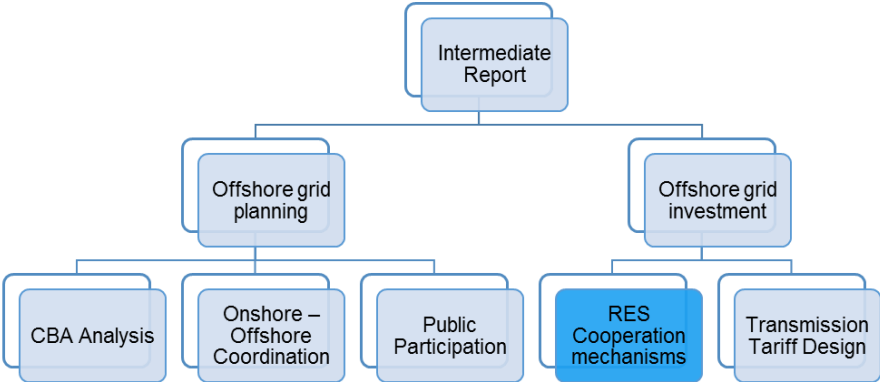 Intermediate
Report
Offshore grid
planning
Offshore grid
investment
CBA Analysis
Onshore –
Offshore
Coordination
Public
Participation
RES
Cooperation
mechanisms
Transmission
Tariff Design